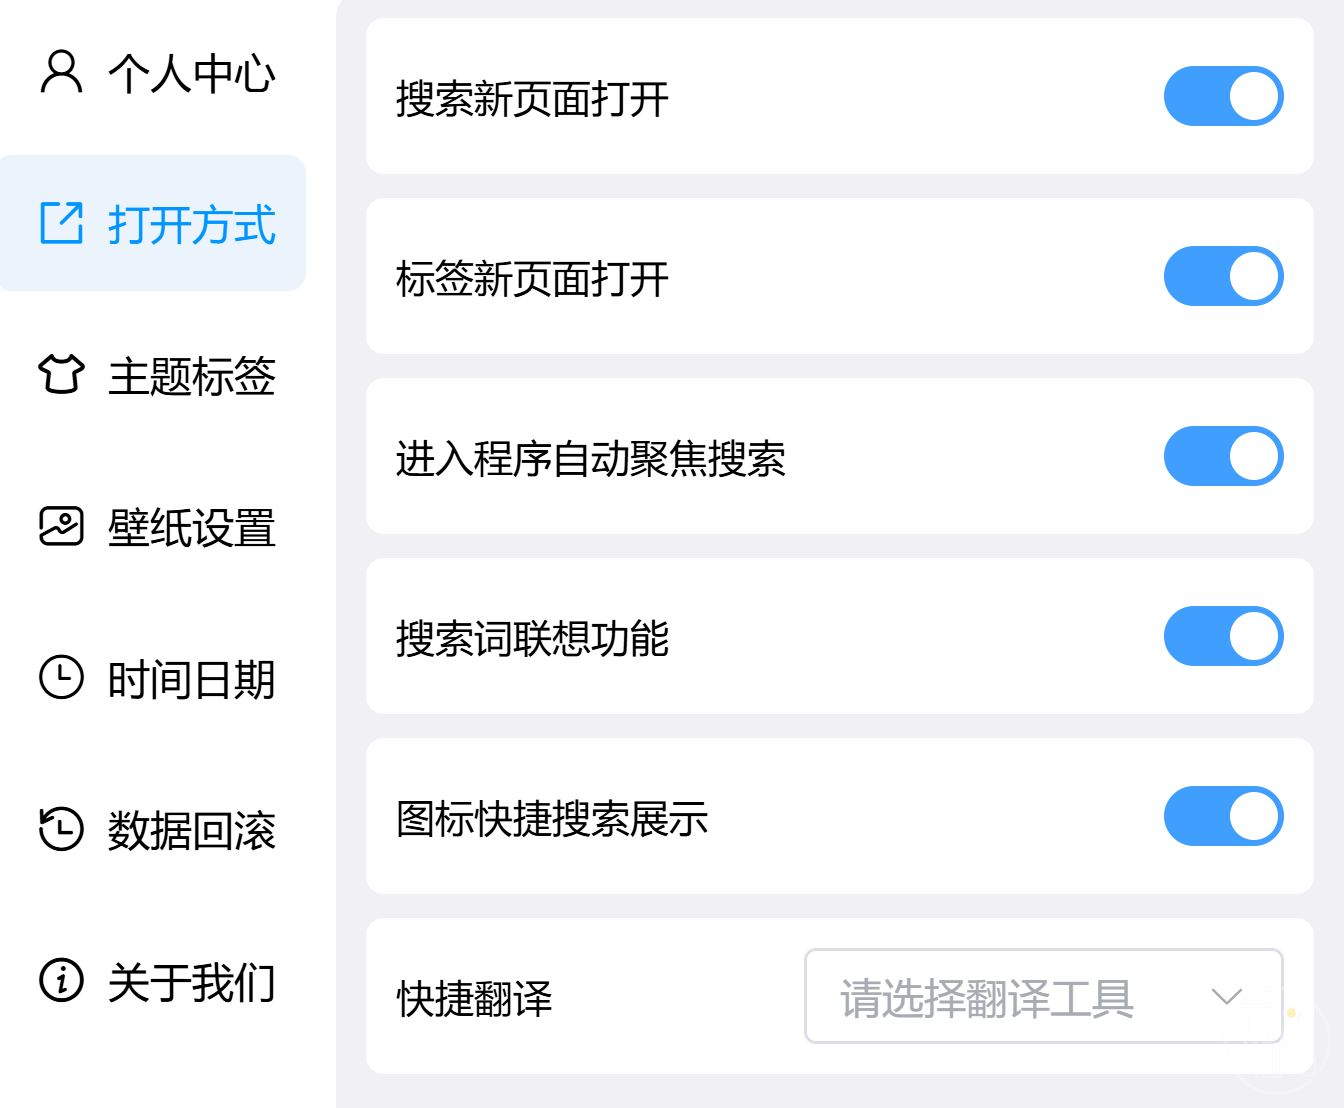 个人中心
打开方式
主题标签
壁纸设置
时间日期
数据回滚
关于我们
搜索新页面打开
标签新页面打开
进入程序自动聚焦搜索
搜索词联想功能
图标快捷搜索展示
快捷翻译
请选择翻译工具